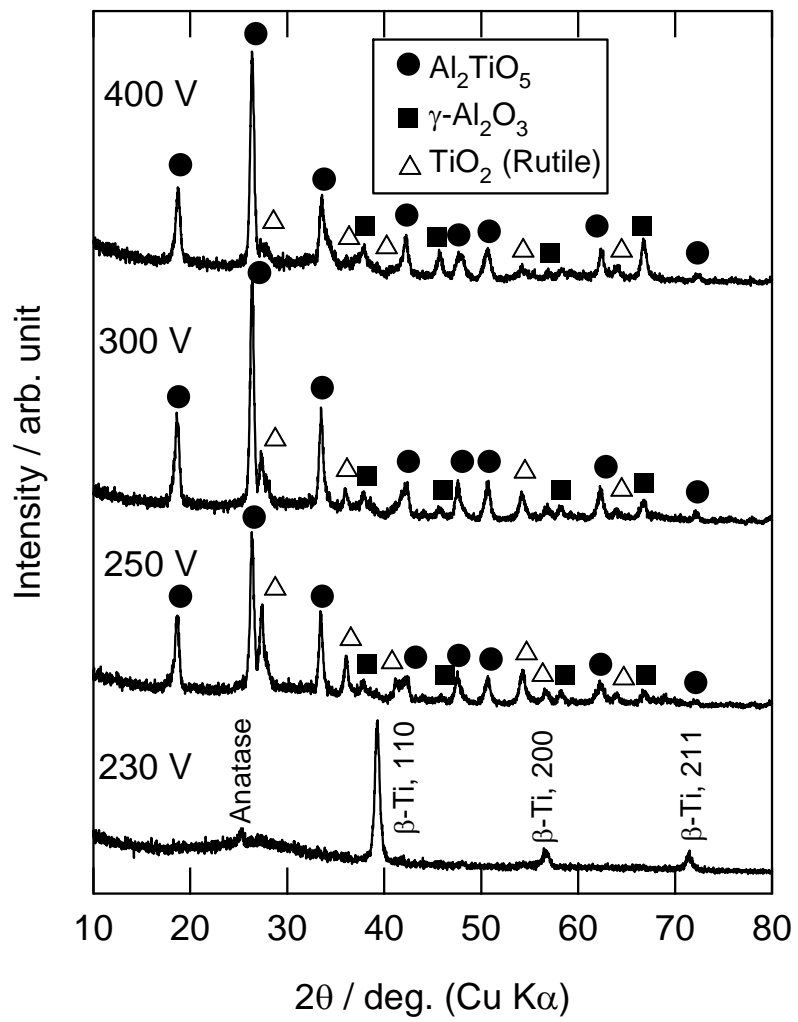 400 V
● Al₂TiO₅
■ γ-Al₂O₃
△ TiO₂ (Rutile)
300 V
250 V
230 V
Anatase
β-Ti, 110
β-Ti, 200
β-Ti, 211
Intensity / arb. unit
10 20 30 40 50 60 70 80
2θ / deg. (Cu Kα)